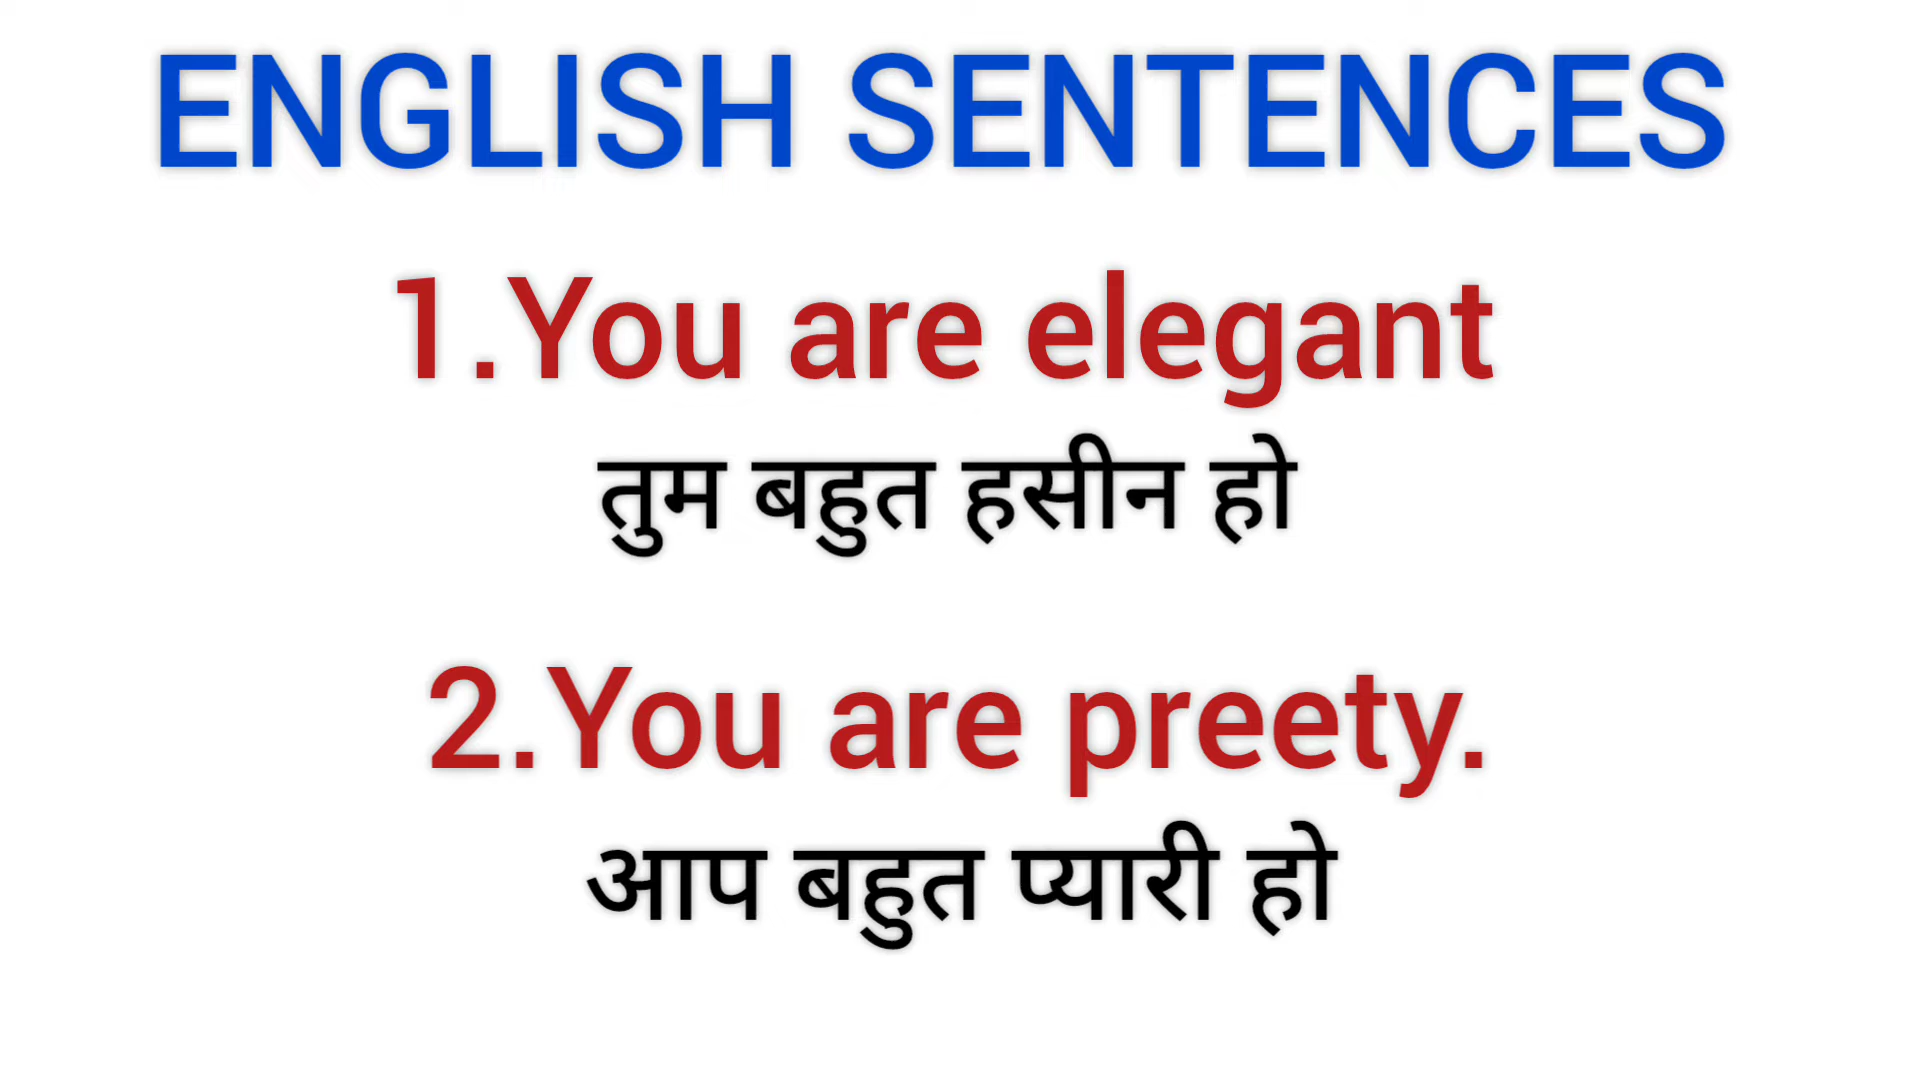 ENGLISH SENTENCES
1.You are elegant
तुम बहुत हसीन हो
2.You are preety.
आप बहुत प्यारी हो